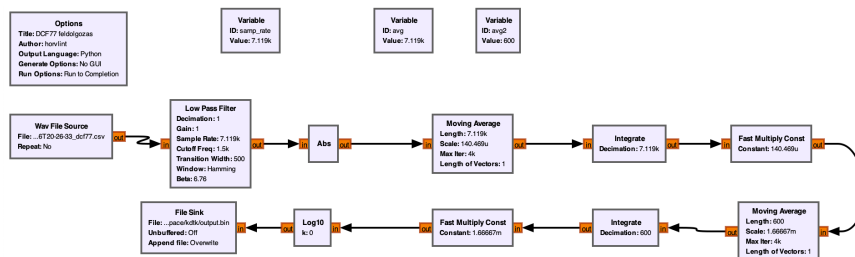 Options
Title: DCF77 feldolgozas
Author: horvlint
Output Language: Python
Generate Options: No GUI
Run Options: Run to Completion
Variable
ID: samp_rate
Value: 7.119k
Variable
ID: avg
Value: 7.119k
Variable
ID: avg2
Value: 600
Wav File Source
File: ...6T20-26-33_dcf77.csv
Repeat: No
out
in
Low Pass Filter
Decimation: 1
Gain: 1
Sample Rate: 7.119k
Cutoff Freq: 1.5k
Transition Width: 500
Window: Hamming
Beta: 6.76
out
in
Abs
out
in
Moving Average
Length: 7.119k
Scale: 140.469u
Max Iter: 4k
Length of Vectors: 1
out
in
Integrate
Decimation: 7.119k
out
in
Fast Multiply Const
Constant: 140.469u
out
File Sink
File: ...pace/kdtk/output.bin
Unbuffered: Off
Append file: Overwrite
in
out
Log10
k: 0
in
out
Fast Multiply Const
Constant: 1.66667m
in
out
Integrate
Decimation: 600
in
out
Moving Average
Length: 600
Scale: 1.66667m
Max Iter: 4k
Length of Vectors: 1
in